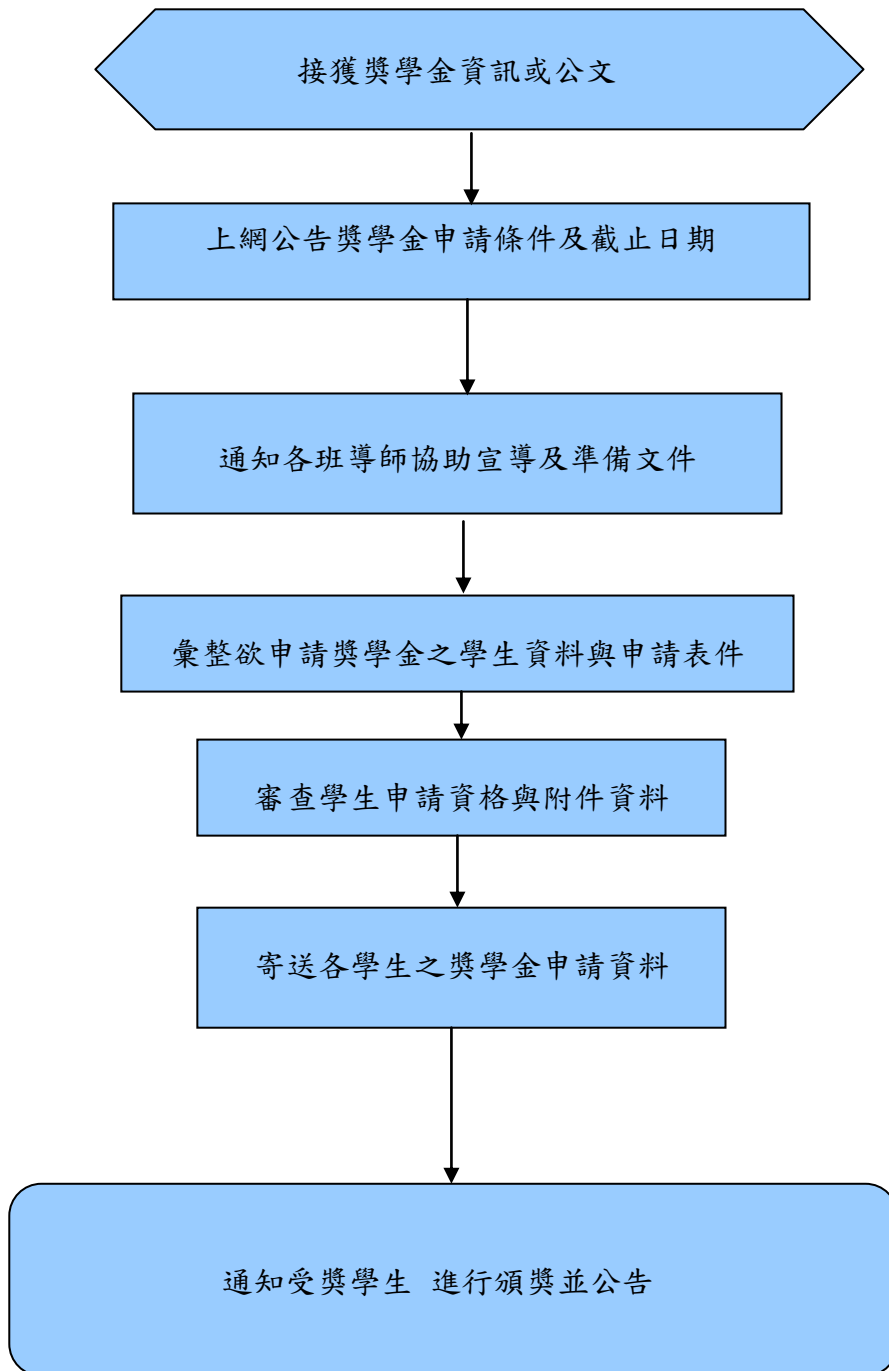 接獲獎學金資訊或公文
上網公告獎學金申請條件及截止日期
通知各班導師協助宣導及準備文件
彙整欲申請獎學金之學生資料與申請表件
審查學生申請資格與附件資料
寄送各學生之獎學金申請資料
通知受獎學生 進行頒獎並公告